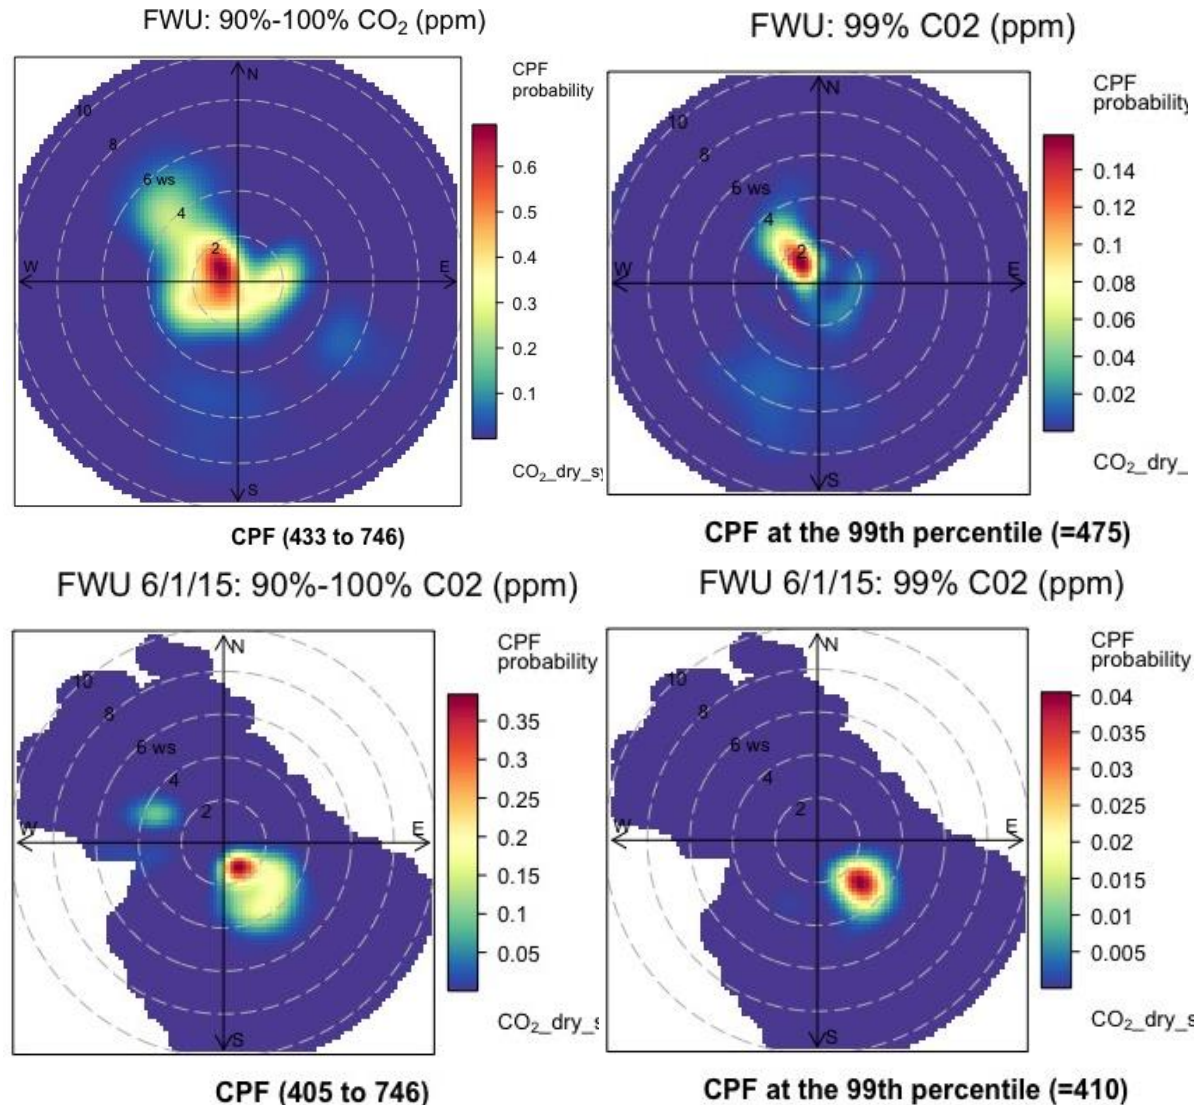 FWU: 90%-100% CO₂ (ppm)
CPF
probability
N
10
8
6 ws
4
2
W
E
S
0.6
0.5
0.4
0.3
0.2
0.1
CO₂_dry_sy
CPF (433 to 746)
FWU: 99% C02 (ppm)
CPF
probability
N
10
8
6 ws
4
2
W
E
S
0.14
0.12
0.1
0.08
0.06
0.04
0.02
CO₂_dry_
CPF at the 99th percentile (=475)
FWU 6/1/15: 90%-100% C02 (ppm)
CPF
probability
N
10
8
6 ws
4
2
W
E
S
0.35
0.3
0.25
0.2
0.15
0.1
0.05
CO₂_dry_s
CPF (405 to 746)
FWU 6/1/15: 99% C02 (ppm)
CPF
probability
N
10
8
6 ws
4
2
W
E
S
0.04
0.035
0.03
0.025
0.02
0.015
0.01
0.005
CO₂_dry_s
CPF at the 99th percentile (=410)